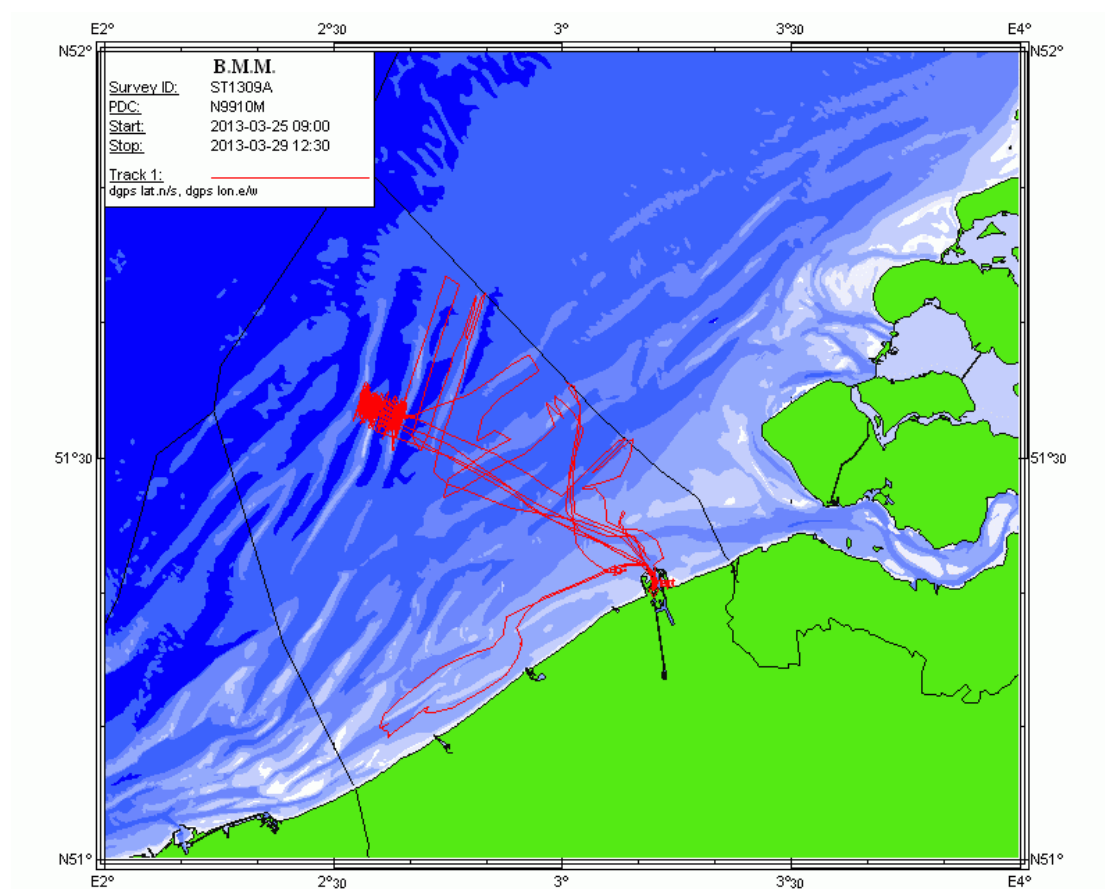 E2° 2°30 3° 3°30 E4°
N52° N52°
B.M.M.
Survey ID: ST1309A
PDC: N9910M
Start: 2013-03-25 09:00
Stop: 2013-03-29 12:30
Track 1:
dgps lat.n/s, dgps lon.e/w
51°30 51°30
N51° N51°
E2° 2°30 3° 3°30 E4°